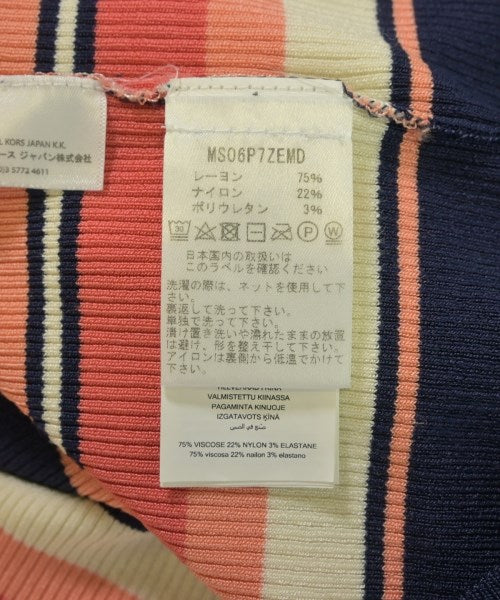 L KORS JAPAN K.K.
ース ジャパン株式会社
)3 5772 4611
MS06P7ZEMD
レーヨン 75%
ナイロン 22%
ポリウレタン 3%
30
P
W
日本国内の取扱いは
このラベルを確認ください
洗濯の際は、ネットを使用して下
さい。
裏返して洗って下さい。
単独で洗って下さい。
漬け置き洗いや濡れたままの放置
は避け、形を整え干して下さい。
アイロンは裏側から低温でかけて
下さい。
VALMISTETTU KIINASSA
PAGAMINTA KINIJOJE
IZGATAVOTS ĶĪNĀ
صنع في الصين
75% VISCOSE 22% NYLON 3% ELASTANE
75% viscosa 22% nailon 3% elastano